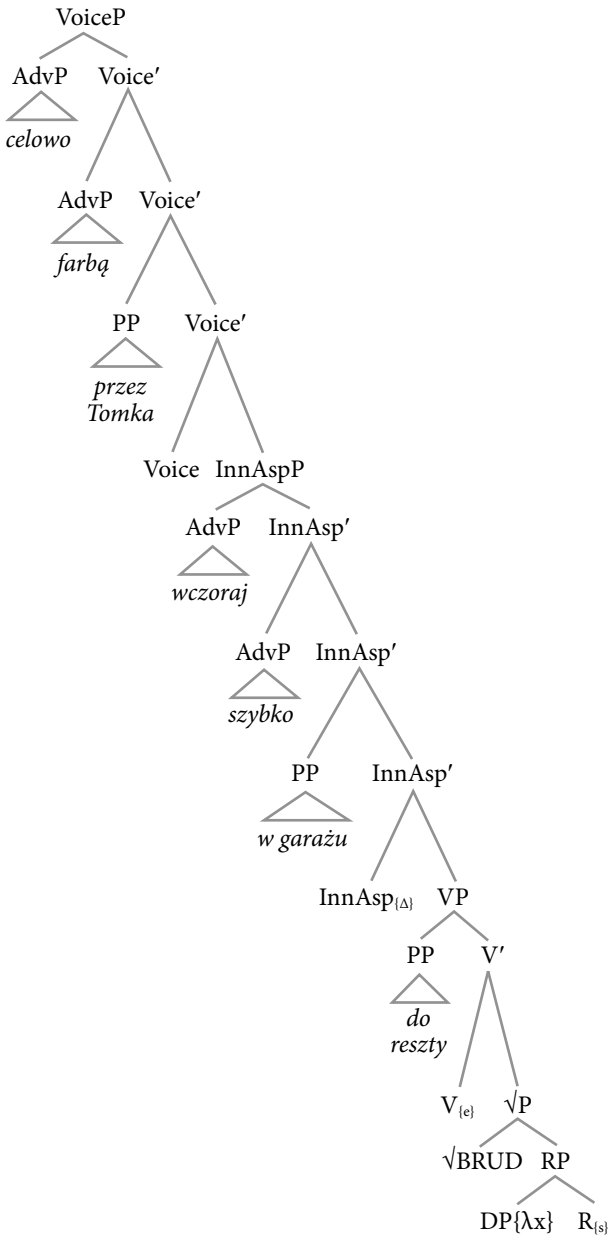 VoiceP
AdvP Voice′
celowo
AdvP Voice′
farbą
PP Voice′
przez
Tomka
Voice InnAspP
AdvP InnAsp′
wczoraj
AdvP InnAsp′
szybko
PP InnAsp′
w garażu
InnAsp{Δ} VP
PP V′
do
reszty
V{e} √P
√BRUD RP
DP{λx} R{s}